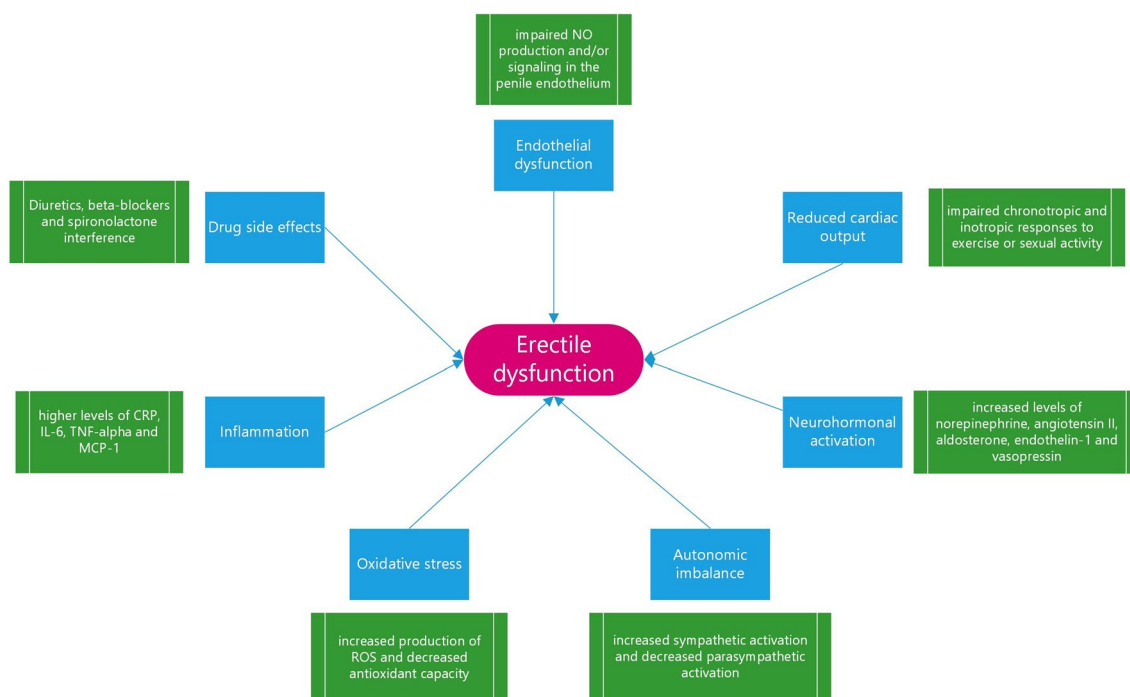 impaired NO
production and/or
signaling in the
penile endothelium
Endothelial
dysfunction
Diuretics, beta-blockers
and spironolactone
interference
Drug side effects
Reduced cardiac
output
impaired chronotropic and
inotropic responses to
exercise or sexual activity
Erectile
dysfunction
higher levels of CRP,
IL-6, TNF-alpha and
MCP-1
Inflammation
Neurohormonal
activation
increased levels of
norepinephrine, angiotensin II,
aldosterone, endothelin-1 and
vasopressin
Oxidative stress
Autonomic
imbalance
increased production of
ROS and decreased
antioxidant capacity
increased sympathetic activation
and decreased parasympathetic
activation